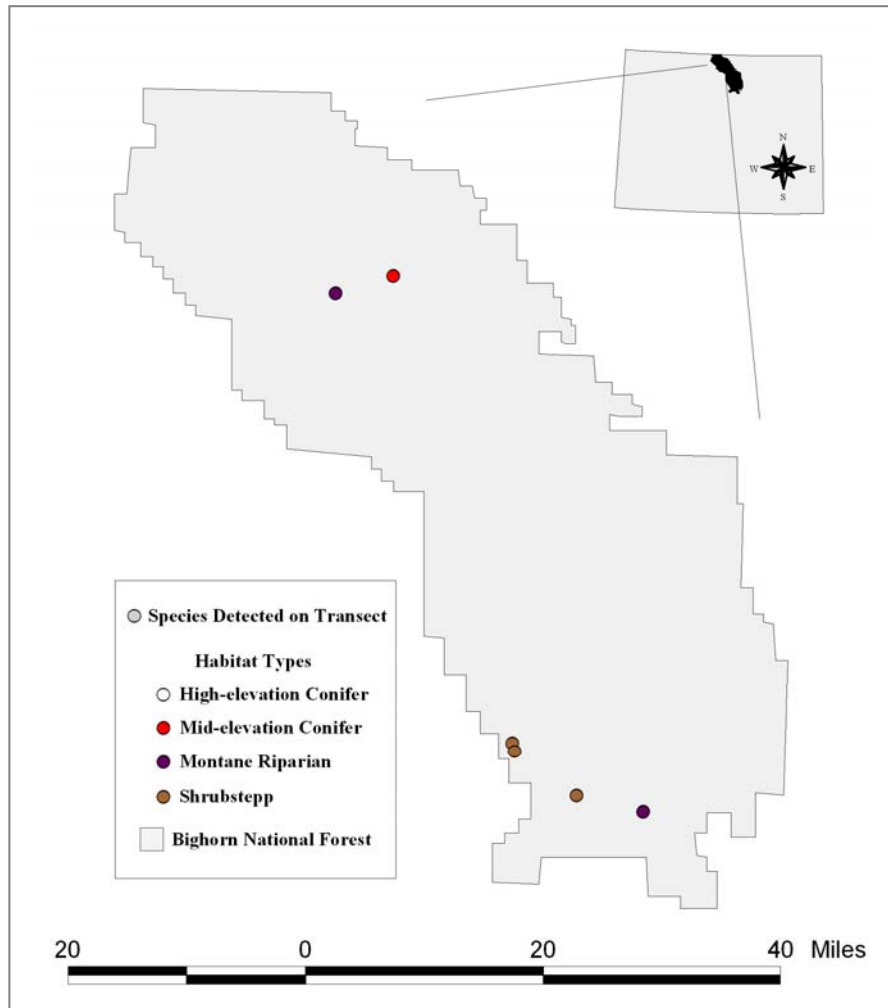 N
W E
S
Species Detected on Transect
Habitat Types
High-elevation Conifer
Mid-elevation Conifer
Montane Riparian
Shrubstepp
Bighorn National Forest
20 0 20 40 Miles